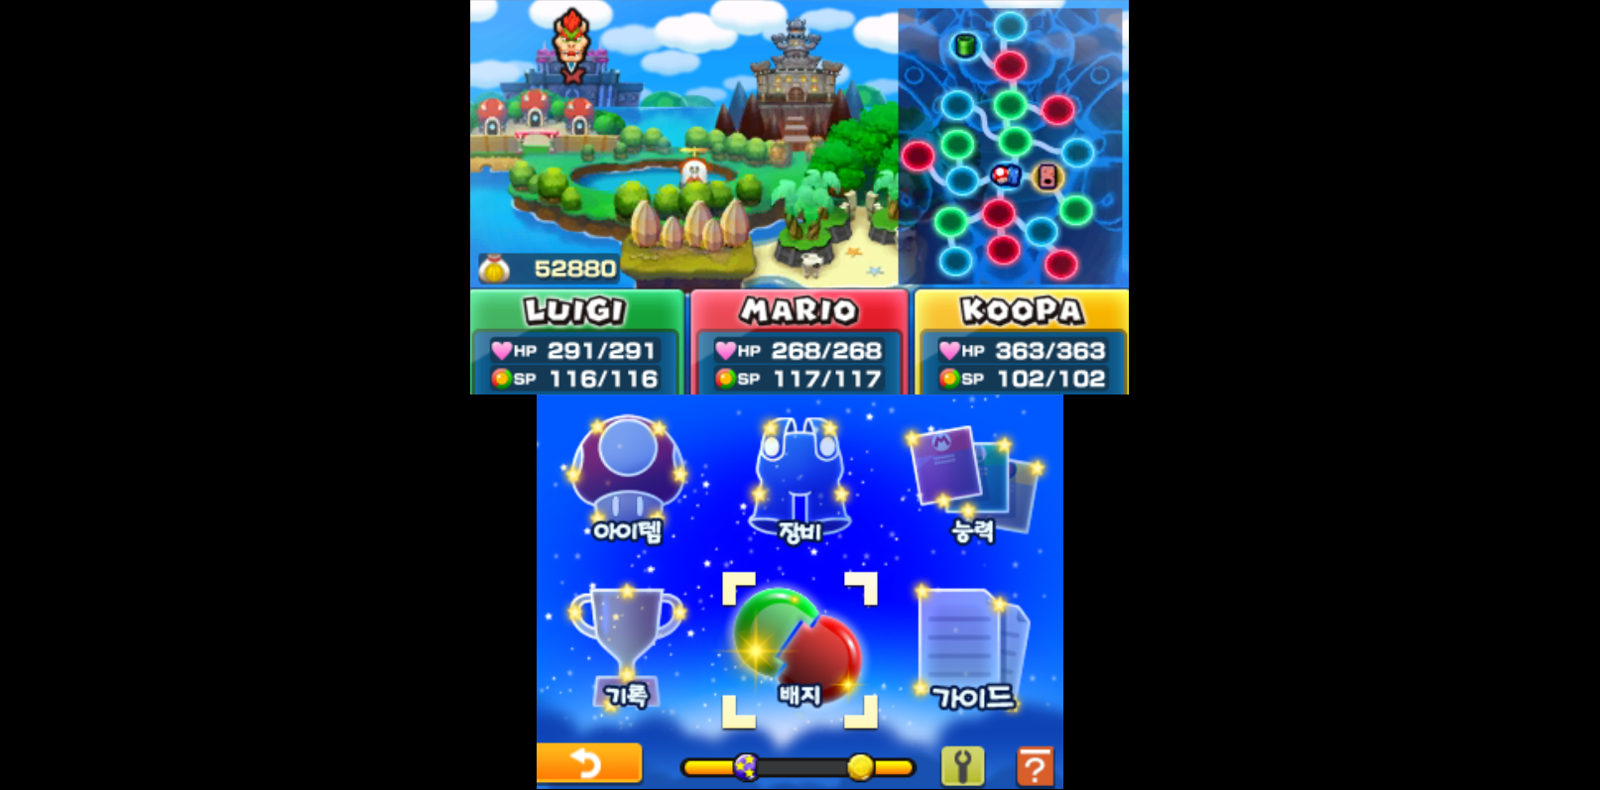 52880
LUIGI
MARIO
KOOPA
HP 291/291
HP 268/268
HP 363/363
SP 116/116
SP 117/117
SP 102/102
M
아이템
장비
능력
기록
배지
가이드
?